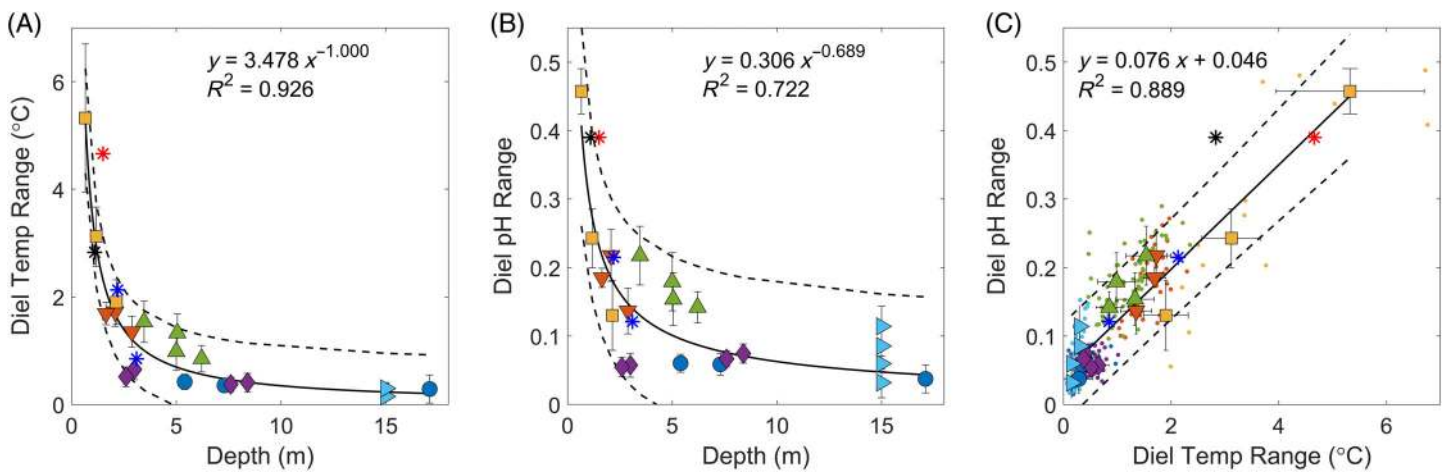 (A)
y = 3.478 x^−1.000
R² = 0.926
Diel Temp Range (°C)
6
4
2
0
0 5 10 15
Depth (m)
(B)
y = 0.306 x^−0.689
R² = 0.722
Diel pH Range
0.5
0.4
0.3
0.2
0.1
0
0 5 10 15
Depth (m)
(C)
y = 0.076 x + 0.046
R² = 0.889
Diel pH Range
0.5
0.4
0.3
0.2
0.1
0
0 2 4 6
Diel Temp Range (°C)